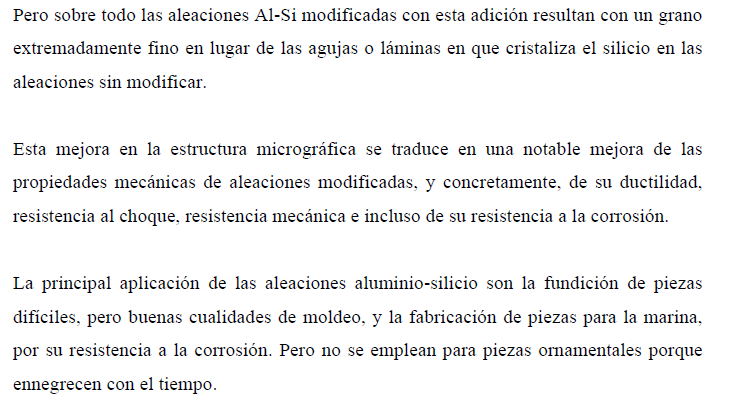 Pero sobre todo las aleaciones Al-Si modificadas con esta adición resultan con un grano
extremadamente fino en lugar de las agujas o láminas en que cristaliza el silicio en las
aleaciones sin modificar.
Esta mejora en la estructura micrográfica se traduce en una notable mejora de las
propiedades mecánicas de aleaciones modificadas, y concretamente, de su ductilidad,
resistencia al choque, resistencia mecánica e incluso de su resistencia a la corrosión.
La principal aplicación de las aleaciones aluminio-silicio son la fundición de piezas
difíciles, pero buenas cualidades de moldeo, y la fabricación de piezas para la marina,
por su resistencia a la corrosión. Pero no se emplean para piezas ornamentales porque
ennegrecen con el tiempo.